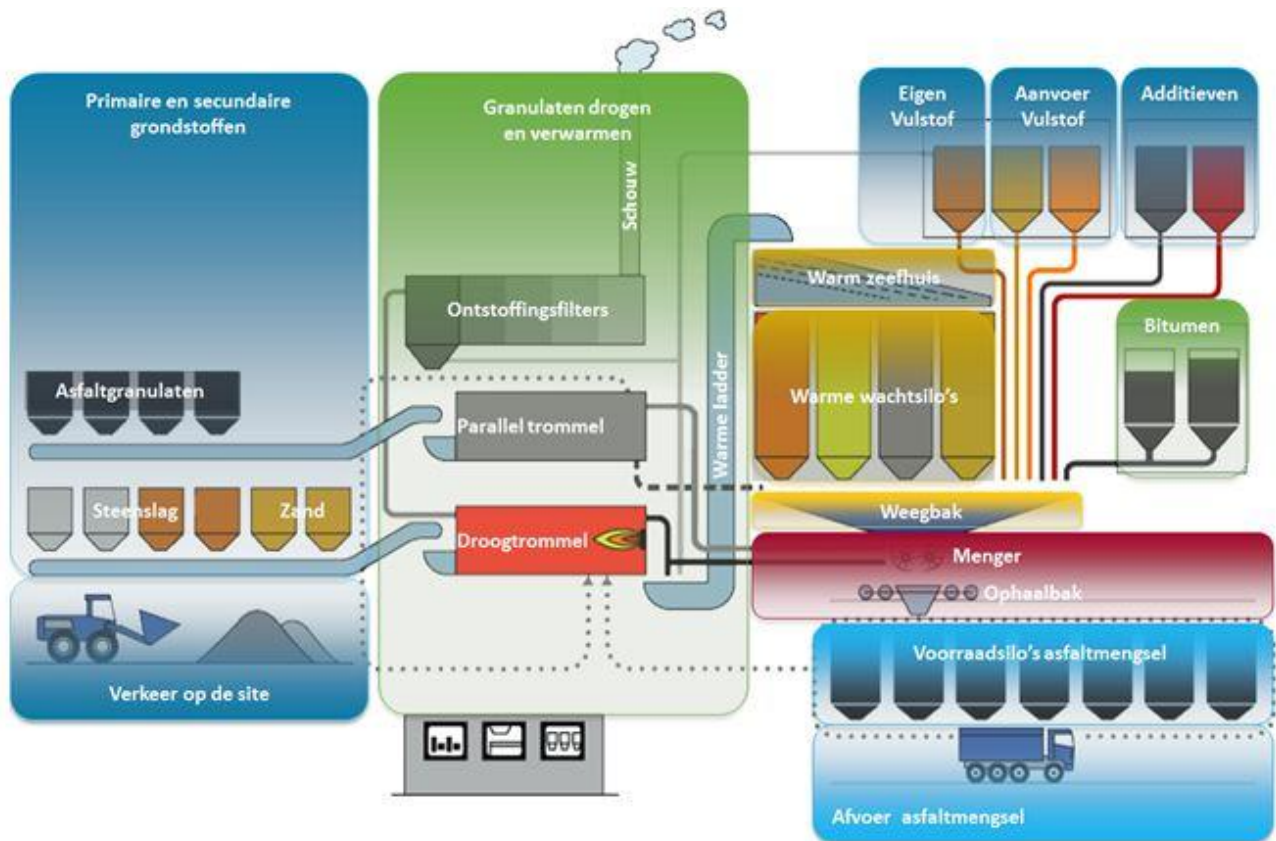 Primaire en secundaire
grondstoffen
Granulaten drogen
en verwarmen
Schouw
Eigen
Vulstof
Aanvoer
Vulstof
Additieven
Ontstoffingsfilters
Warm zeefhuis
Bitumen
Asfaltgranulaten
Parallel trommel
Warme ladder
Warme wachtsilo's
Steenslag
Zand
Droogtrommel
Weegbak
Menger
Ophaalbak
Voorraadsilo's asfaltmengsel
Verkeer op de site
Afvoer asfaltmengsel